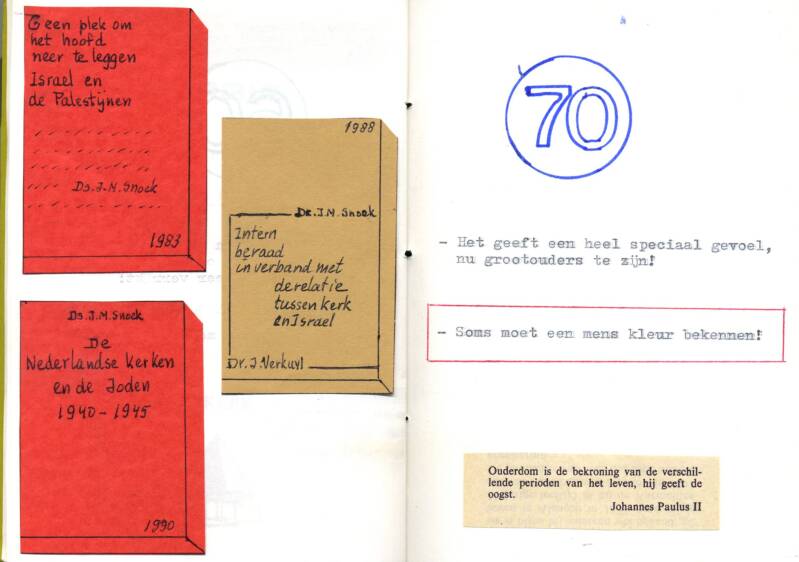 Geen plek om
het hoofd
neer te leggen
Israel en
de Palestijnen
Ds. J. M. Snoek
1983
Ds. J. M. Snoek
De
Nederlandse Kerken
en de Joden
1940 - 1945
1990
1988
Ds. J. M. Snoek
Intern
beraad
in verband met
de relatie
tussen kerk
en Israel
Dr. J. Verkuyl
70
- Het geeft een heel speciaal gevoel,
nu grootouders te zijn!
- Soms moet een mens kleur bekennen!
Ouderdom is de bekroning van de verschil-
lende perioden van het leven, hij geeft de
oogst.
Johannes Paulus II